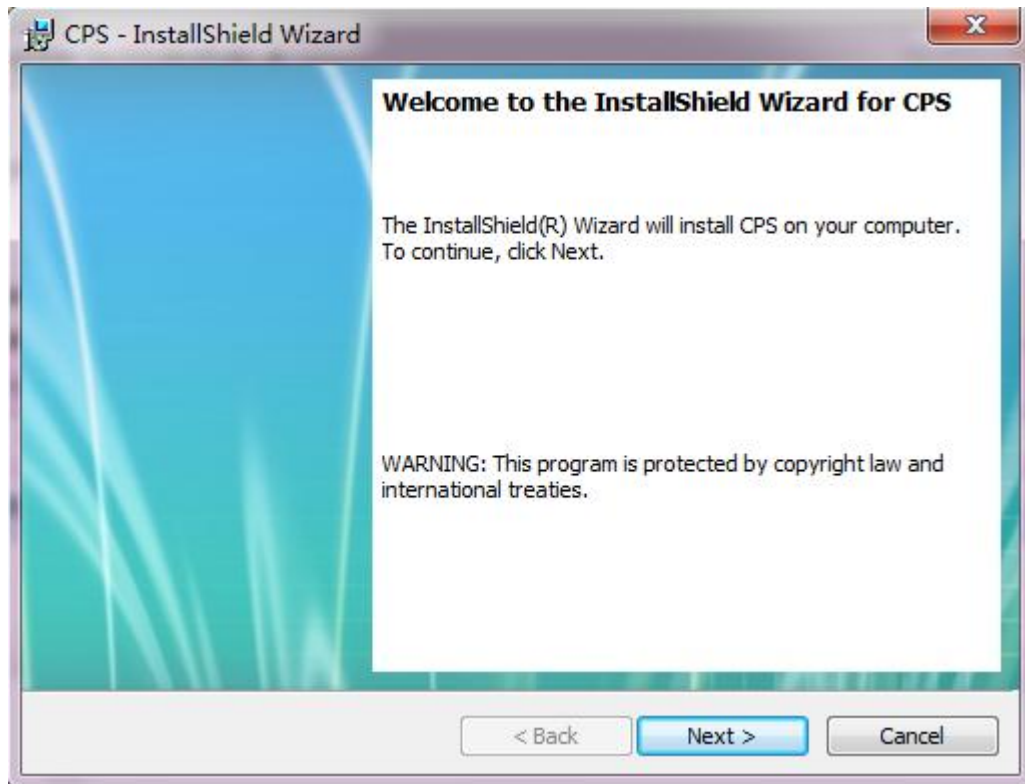 CPS - InstallShield Wizard
Welcome to the InstallShield Wizard for CPS
The InstallShield(R) Wizard will install CPS on your computer.
To continue, click Next.
WARNING: This program is protected by copyright law and
international treaties.
< Back
Next >
Cancel